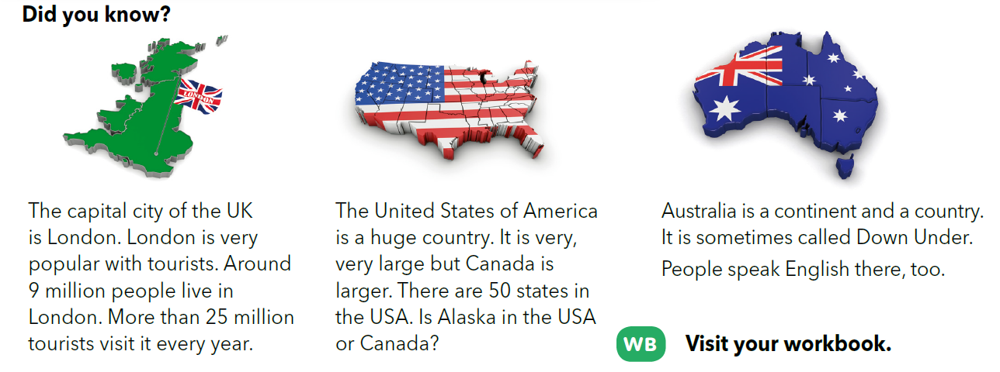 Did you know?
LONDON
The capital city of the UK
is London. London is very
popular with tourists. Around
9 million people live in
London. More than 25 million
tourists visit it every year.
The United States of America
is a huge country. It is very,
very large but Canada is
larger. There are 50 states in
the USA. Is Alaska in the USA
or Canada?
Australia is a continent and a country.
It is sometimes called Down Under.
People speak English there, too.
WB Visit your workbook.